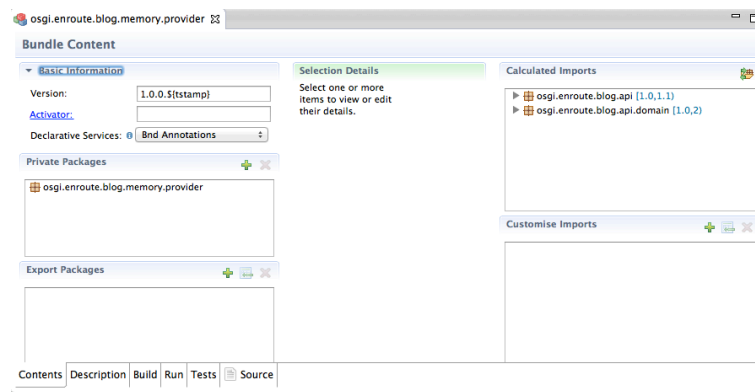 osgi.enroute.blog.memory.provider
Bundle Content
Basic Information
Version:
1.0.0.${tstamp}
Activator:
Declarative Services:
Bnd Annotations
Private Packages
osgi.enroute.blog.memory.provider
Export Packages
Selection Details
Select one or more
items to view or edit
their details.
Calculated Imports
osgi.enroute.blog.api [1.0,1.1)
osgi.enroute.blog.api.domain [1.0,2)
Customise Imports
Contents Description Build Run Tests Source